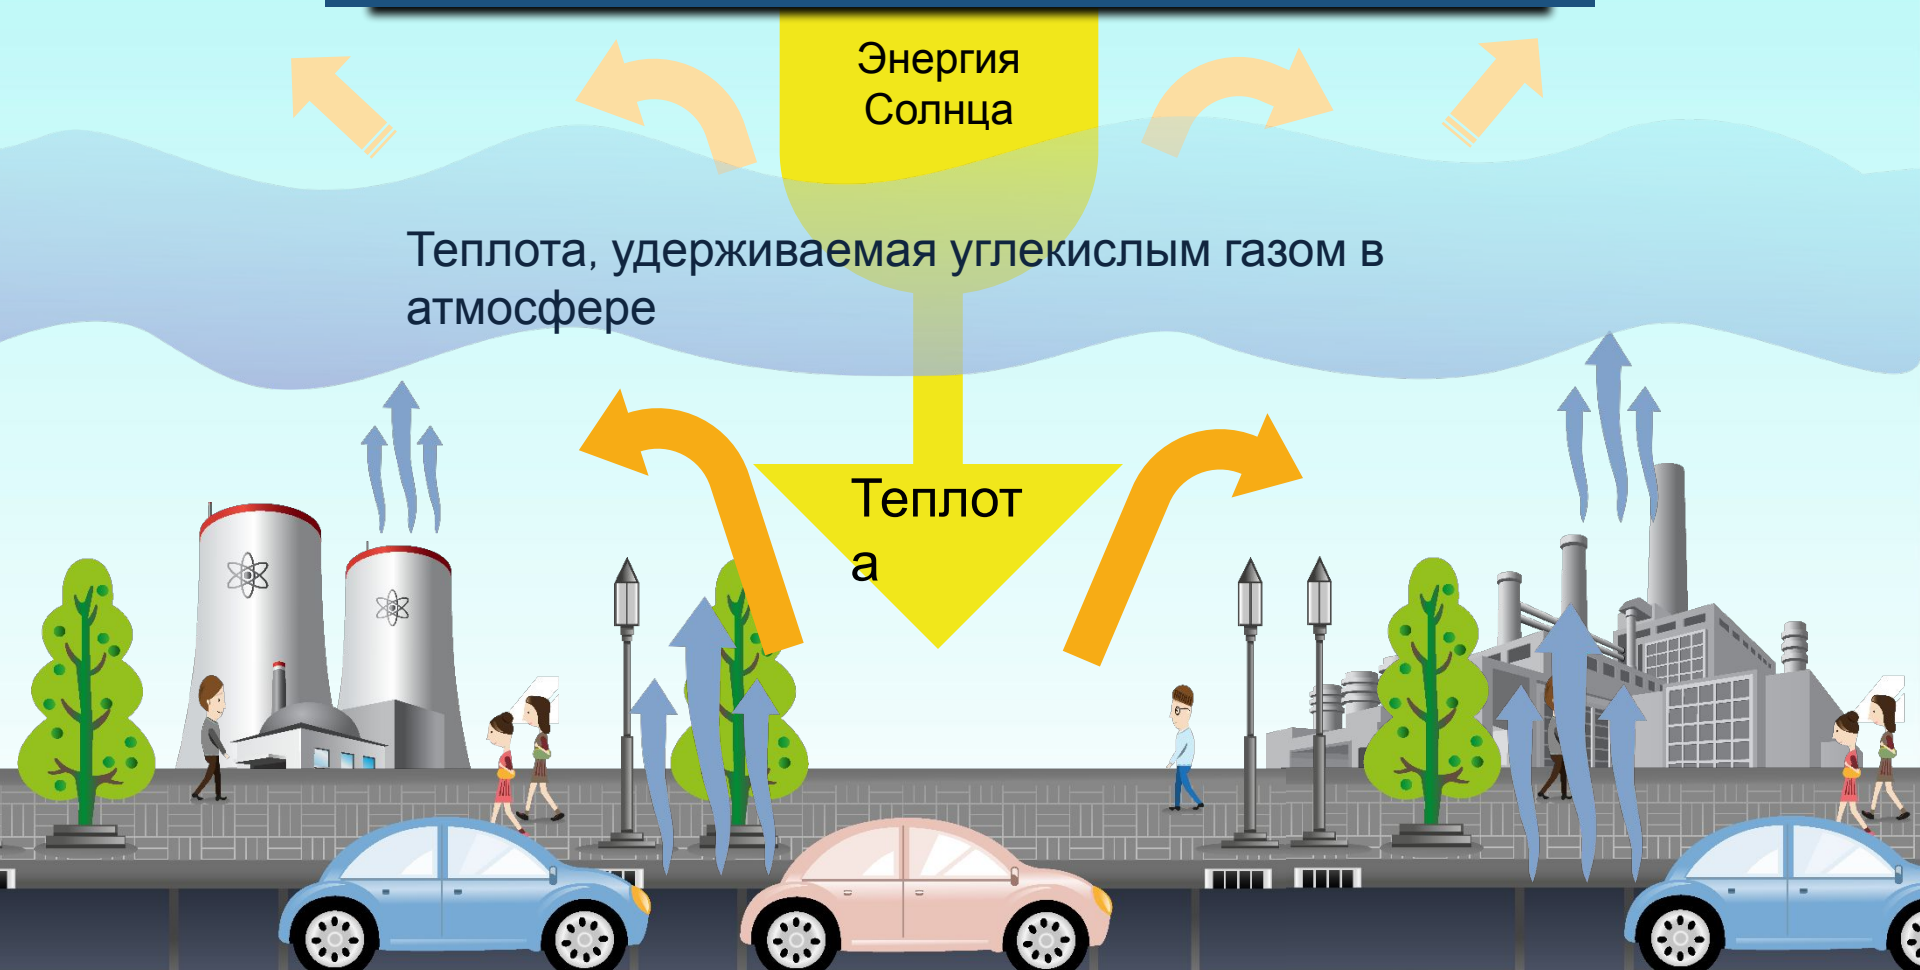 Энергия
Солнца
Теплота, удерживаемая углекислым газом в
атмосфере
Теплот
а